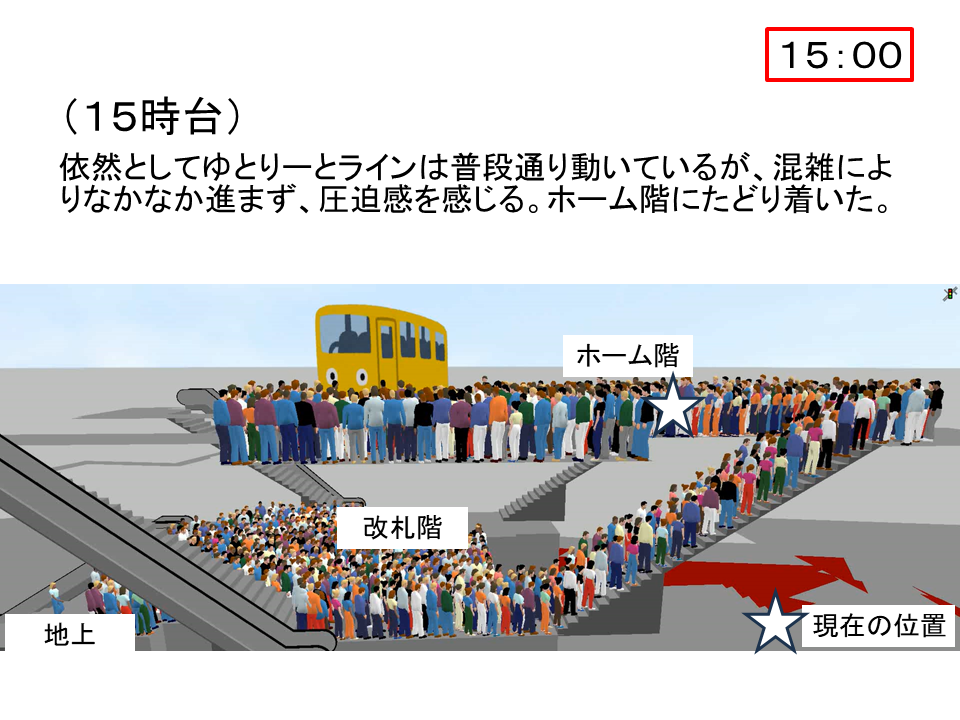 15:00
（15時台）
依然としてゆとりーとラインは普段通り動いているが、混雑によ
りなかなか進まず、圧迫感を感じる。ホーム階にたどり着いた。
ホーム階
改札階
地上
現在の位置